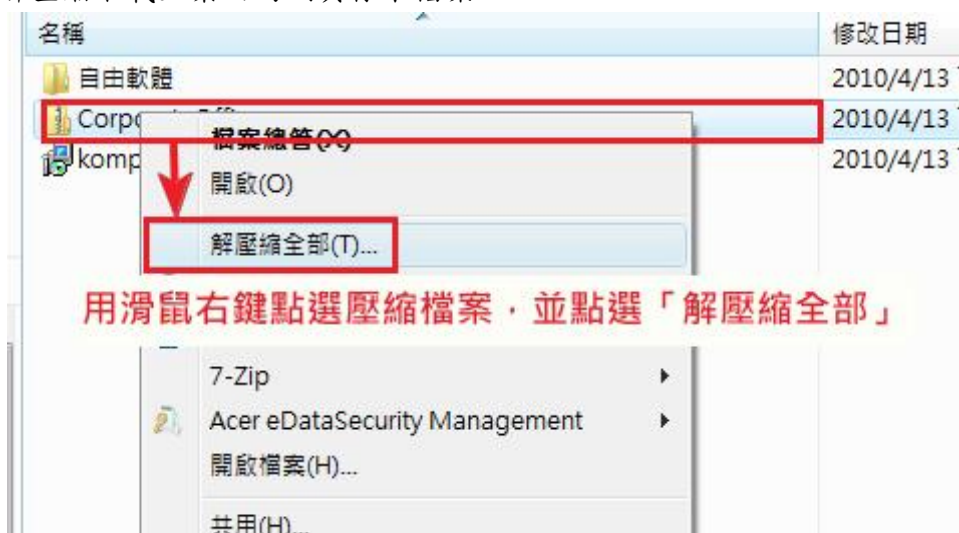 名稱 修改日期
自由軟體 2010/4/13
2010/4/13
komp 2010/4/13
檔案總管(X)
開啟(O)
解壓縮全部(T)...
用滑鼠右鍵點選壓縮檔案，並點選「解壓縮全部」
7-Zip
Acer eDataSecurity Management
開啟檔案(H)...
共用(H)...